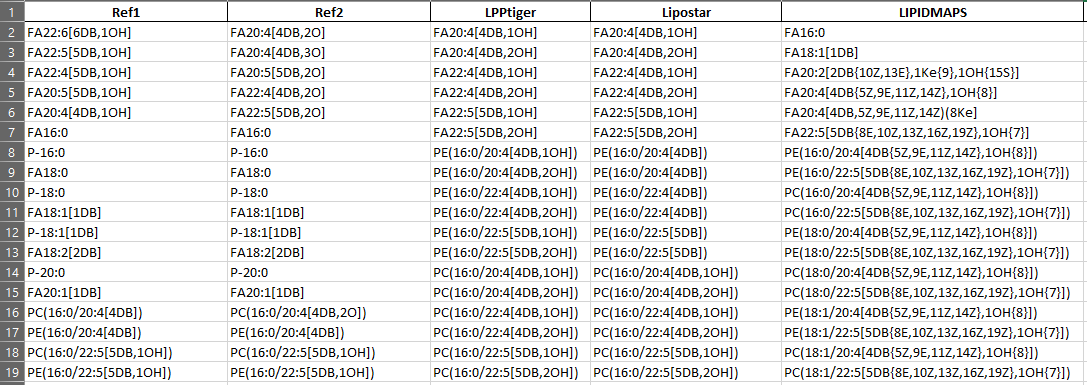 1 Ref1 Ref2 LPPtiger Lipostar LIPIDMAPS
2 FA22:6[6DB,1OH] FA20:4[4DB,2O] FA20:4[4DB,1OH] FA20:4[4DB,1OH] FA16:0
3 FA22:5[5DB,1OH] FA20:4[4DB,3O] FA20:4[4DB,2OH] FA20:4[4DB,1OH] FA18:1[1DB]
4 FA22:4[5DB,1OH] FA20:5[5DB,2O] FA22:4[4DB,1OH] FA22:4[4DB,1OH] FA20:2[2DB{10Z,13E},1Ke{9},1OH{15S}]
5 FA20:5[5DB,1OH] FA22:4[4DB,2O] FA22:4[4DB,2OH] FA22:4[4DB,2OH] FA20:4[4DB{5Z,9E,11Z,14Z},1OH{8}]
6 FA20:4[4DB,1OH] FA22:5[5DB,2O] FA22:5[5DB,1OH] FA22:5[5DB,1OH] FA20:4[4DB,5Z,9E,11Z,14Z)(8Ke]
7 FA16:0 FA16:0 FA22:5[5DB,2OH] FA22:5[5DB,2OH] FA22:5[5DB{8E,10Z,13Z,16Z,19Z},1OH{7}]
8 P-16:0 P-16:0 PE(16:0/20:4[4DB,1OH]) PE(16:0/20:4[4DB]) PE(16:0/20:4[4DB{5Z,9E,11Z,14Z},1OH{8}])
9 FA18:0 FA18:0 PE(16:0/20:4[4DB,2OH]) PE(16:0/20:4[4DB]) PE(16:0/22:5[5DB{8E,10Z,13Z,16Z,19Z},1OH{7}])
10 P-18:0 P-18:0 PE(16:0/22:4[4DB,1OH]) PE(16:0/22:4[4DB]) PC(16:0/20:4[4DB{5Z,9E,11Z,14Z},1OH{8}])
11 FA18:1[1DB] FA18:1[1DB] PE(16:0/22:4[4DB,2OH]) PE(16:0/22:4[4DB]) PC(16:0/22:5[5DB{8E,10Z,13Z,16Z,19Z},1OH{7}])
12 P-18:1[1DB] P-18:1[1DB] PE(16:0/22:5[5DB,1OH]) PE(16:0/22:5[5DB]) PE(18:0/20:4[4DB{5Z,9E,11Z,14Z},1OH{8}])
13 FA18:2[2DB] FA18:2[2DB] PE(16:0/22:5[5DB,2OH]) PE(16:0/22:5[5DB]) PE(18:0/22:5[5DB{8E,10Z,13Z,16Z,19Z},1OH{7}])
14 P-20:0 P-20:0 PC(16:0/20:4[4DB,1OH]) PC(16:0/20:4[4DB,1OH]) PC(18:0/20:4[4DB{5Z,9E,11Z,14Z},1OH{8}])
15 FA20:1[1DB] FA20:1[1DB] PC(16:0/20:4[4DB,2OH]) PC(16:0/20:4[4DB,2OH]) PC(18:0/22:5[5DB{8E,10Z,13Z,16Z,19Z},1OH{7}])
16 PC(16:0/20:4[4DB]) PC(16:0/20:4[4DB,2O]) PC(16:0/22:4[4DB,1OH]) PC(16:0/22:4[4DB,1OH]) PE(18:1/20:4[4DB{5Z,9E,11Z,14Z},1OH{8}])
17 PE(16:0/20:4[4DB]) PE(16:0/20:4[4DB]) PC(16:0/22:4[4DB,2OH]) PC(16:0/22:4[4DB,2OH]) PE(18:1/22:5[5DB{8E,10Z,13Z,16Z,19Z},1OH{7}])
18 PC(16:0/22:5[5DB,1OH]) PC(16:0/22:5[5DB,1OH]) PC(16:0/22:5[5DB,1OH]) PC(16:0/22:5[5DB,1OH]) PC(18:1/20:4[4DB{5Z,9E,11Z,14Z},1OH{8}])
19 PE(16:0/22:5[5DB,1OH]) PE(16:0/22:5[5DB,1OH]) PC(16:0/22:5[5DB,2OH]) PC(16:0/22:5[5DB,2OH]) PC(18:1/22:5[5DB{8E,10Z,13Z,16Z,19Z},1OH{7}])